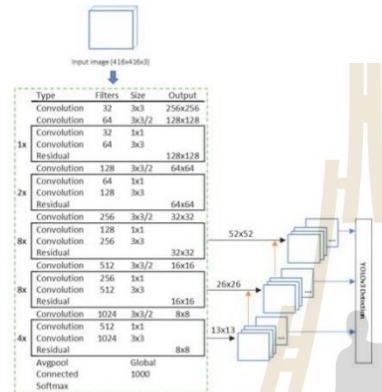 Input image (416x416x3)
Type Filters Size Output
Convolution 32 3x3 256x256
Convolution 64 3x3/2 128x128
Convolution 32 1x1
1x Convolution 64 3x3
Residual 128x128
Convolution 128 3x3/2 64x64
Convolution 64 1x1
2x Convolution 128 3x3
Residual 64x64
Convolution 256 3x3/2 32x32
Convolution 128 1x1
8x Convolution 256 3x3
Residual 32x32
Convolution 512 3x3/2 16x16
Convolution 256 1x1
8x Convolution 512 3x3
Residual 16x16
Convolution 1024 3x3/2 8x8
Convolution 512 1x1
4x Convolution 1024 3x3
Residual 8x8
Avgpool Global
Connected 1000
Softmax
52x52
26x26
13x13
YOLOv3 Detection